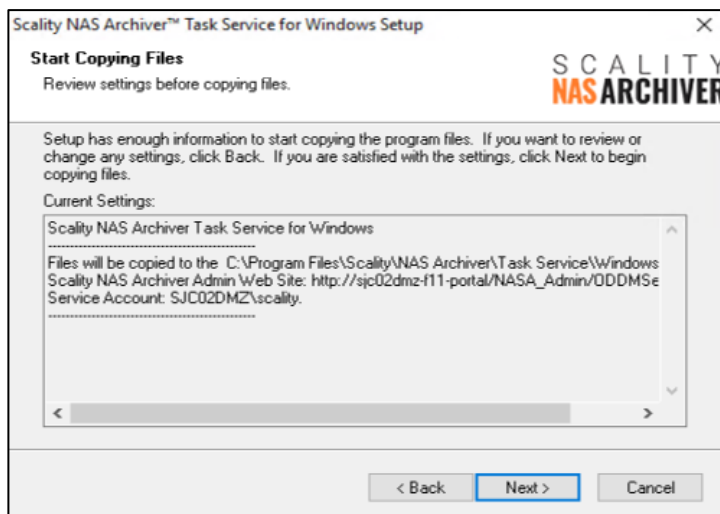 Scality NAS Archiver™ Task Service for Windows Setup
Start Copying Files
Review settings before copying files.
SCALITY
NAS ARCHIVER
Setup has enough information to start copying the program files. If you want to review or
change any settings, click Back. If you are satisfied with the settings, click Next to begin
copying files.
Current Settings:
Scality NAS Archiver Task Service for Windows
------------------------------------------------
Files will be copied to the C:\Program Files\Scality\NAS Archiver\Task Service\Windows
Scality NAS Archiver Admin Web Site: http://sjc02dmz-f11-portal/NASA_Admin/ODDMSe
Service Account: SJC02DMZ\scality.
------------------------------------------------
< Back
Next >
Cancel